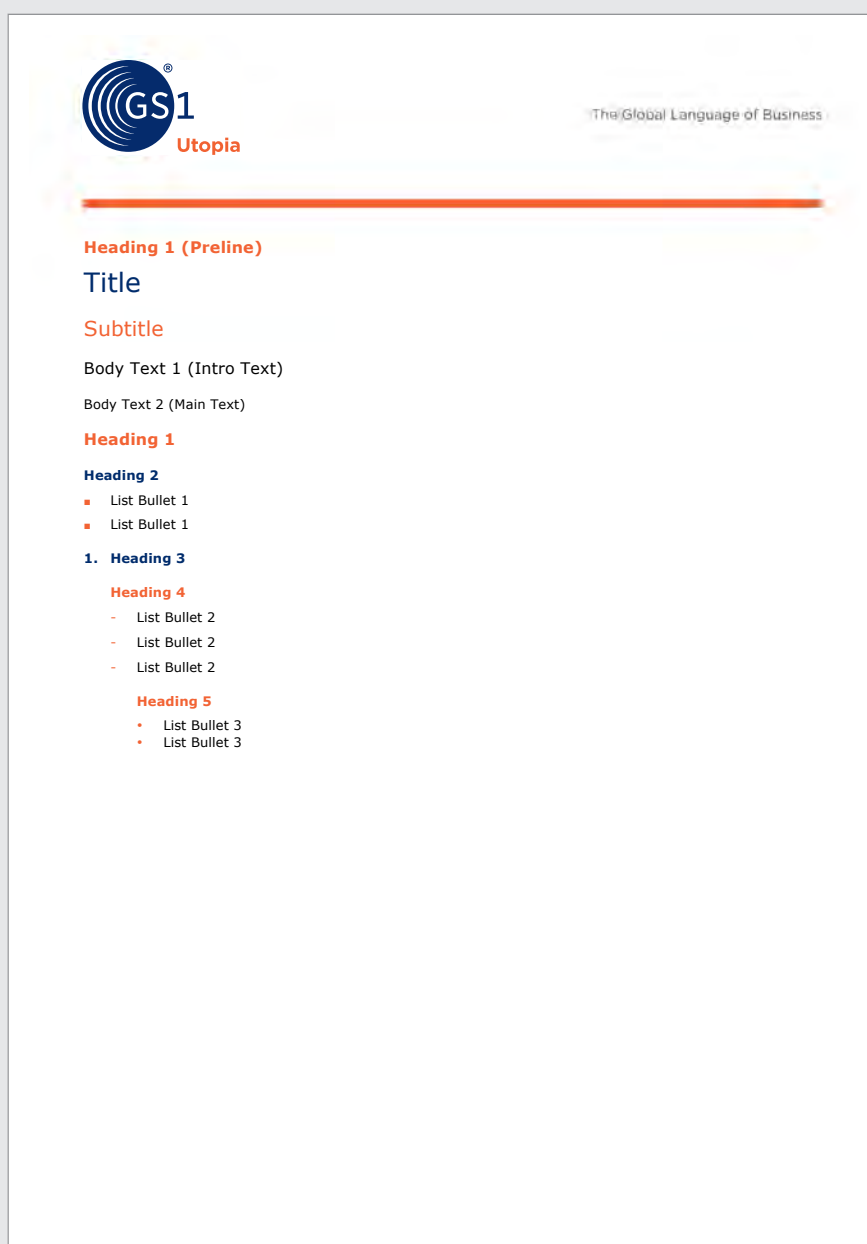 GS1®
Utopia
The Global Language of Business
Heading 1 (Preline)
Title
Subtitle
Body Text 1 (Intro Text)
Body Text 2 (Main Text)
Heading 1
Heading 2
▪ List Bullet 1
▪ List Bullet 1
1. Heading 3
Heading 4
- List Bullet 2
- List Bullet 2
- List Bullet 2
Heading 5
• List Bullet 3
• List Bullet 3